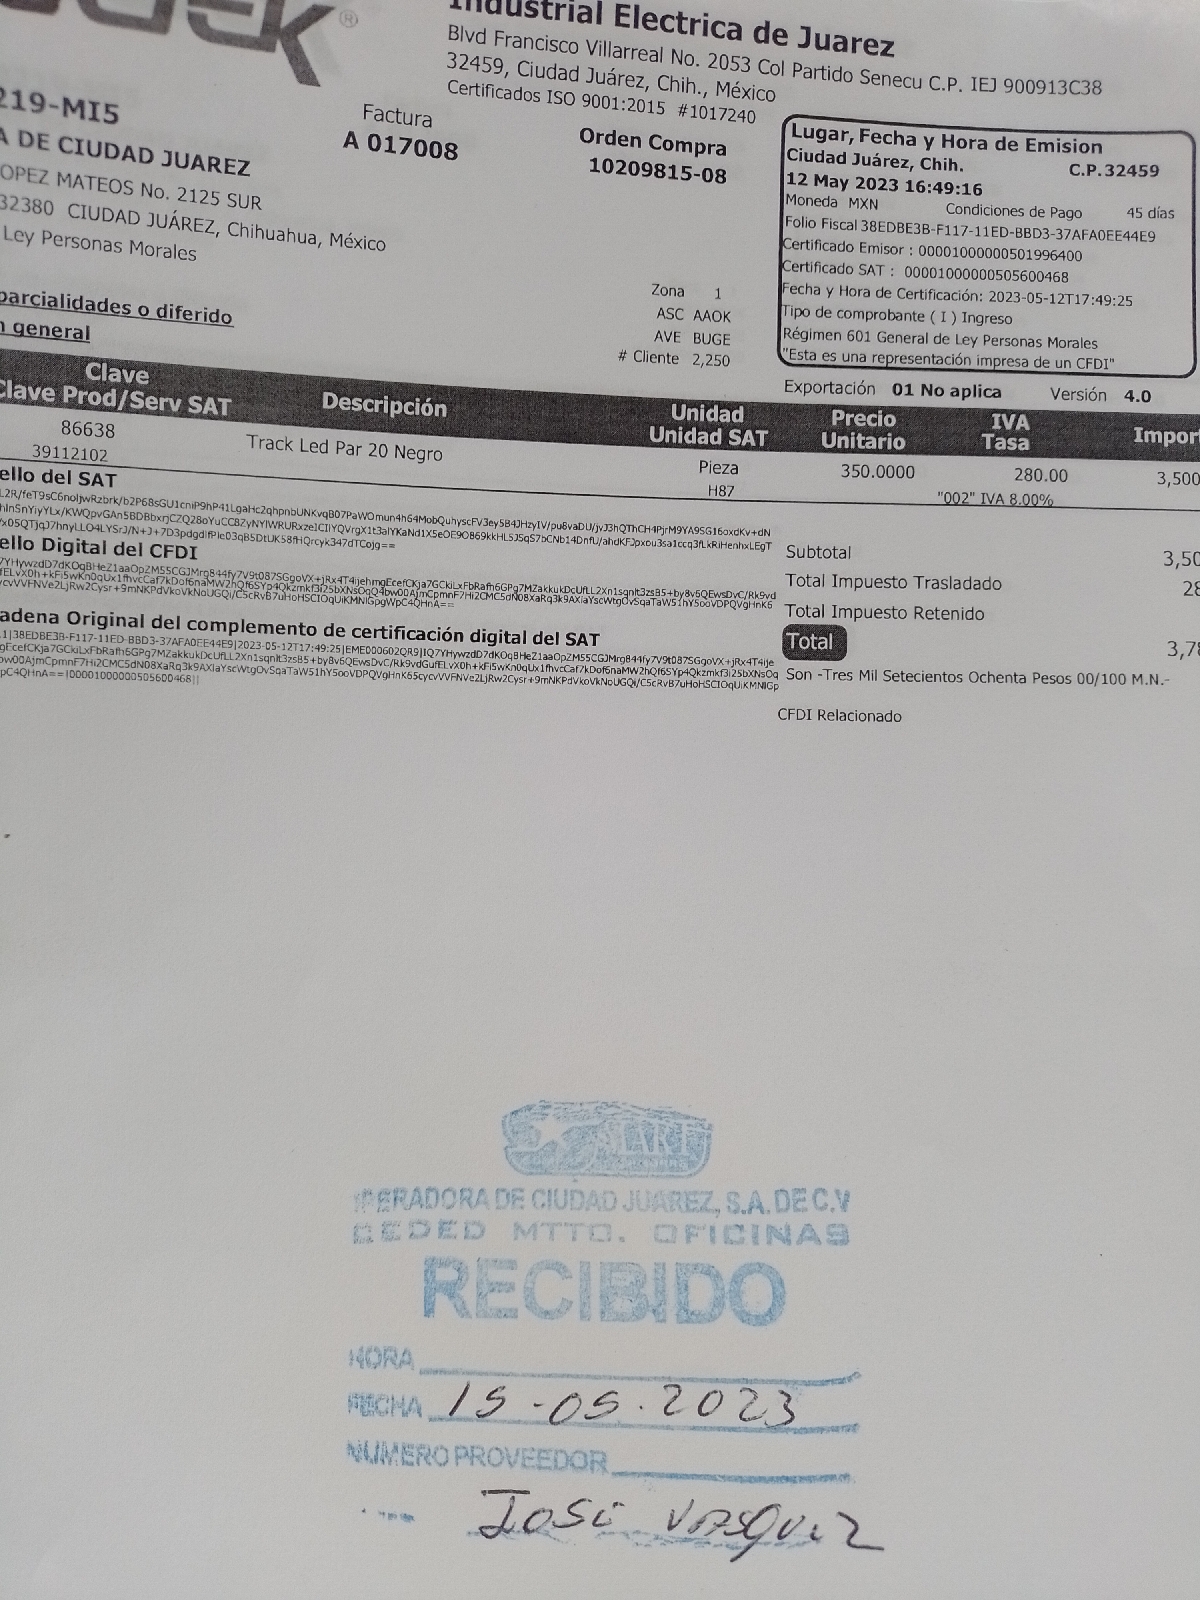 Industrial Electrica de Juarez
Blvd Francisco Villarreal No. 2053 Col Partido Senecu C.P. IEJ 900913C38
32459, Ciudad Juárez, Chih., México
Certificados ISO 9001:2015 #1017240
219-MI5
A DE CIUDAD JUAREZ
OPEZ MATEOS No. 2125 SUR
32380 CIUDAD JUÁREZ, Chihuahua, México
Ley Personas Morales
Factura
A 017008
Orden Compra
10209815-08
Lugar, Fecha y Hora de Emision
Ciudad Juárez, Chih. C.P.32459
12 May 2023 16:49:16
Moneda MXN Condiciones de Pago 45 días
Folio Fiscal 38EDBE3B-F117-11ED-BBD3-37AFA0EE44E9
Certificado Emisor : 00001000000501996400
Certificado SAT : 00001000000505600468
Fecha y Hora de Certificación: 2023-05-12T17:49:25
Tipo de comprobante ( I ) Ingreso
Régimen 601 General de Ley Personas Morales
"Esta es una representación impresa de un CFDI"
parcialidades o diferido
n general
Zona 1
ASC AAOK
AVE BUGE
# Cliente 2,250
Exportación 01 No aplica Versión 4.0
Clave Descripción Unidad Precio IVA Import
Clave Prod/Serv SAT Unidad SAT Unitario Tasa
86638 Track Led Par 20 Negro Pieza 350.0000 280.00 3,500
39112102 H87 "002" IVA 8.00%
ello del SAT
ello Digital del CFDI
adena Original del complemento de certificación digital del SAT
Subtotal 3,50
Total Impuesto Trasladado 28
Total Impuesto Retenido
Total 3,78
Son -Tres Mil Setecientos Ochenta Pesos 00/100 M.N.-
CFDI Relacionado
PERADORA DE CIUDAD JUAREZ, S.A. DE C.V
CEDED MTTO. OFICINAS
RECIBIDO
HORA
FECHA 15-05.2023
NUMERO PROVEEDOR
José Vasquez